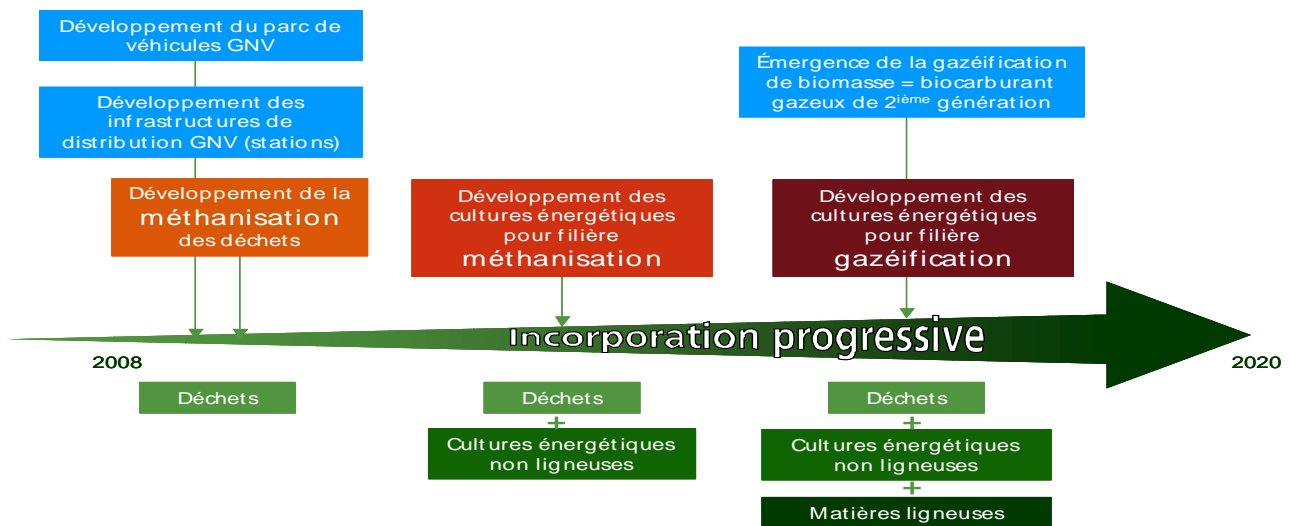 Développement du parc de
véhicules GNV
Développement des
infrastructures de
distribution GNV (stations)
Développement de la
méthanisation
des déchets
Développement des
cultures énergétiques
pour filière
méthanisation
Émergence de la gazéification
de biomasse = biocarburant
gazeux de 2ième génération
Développement des
cultures énergétiques
pour filière
gazéification
Incorporation progressive
2008
2020
Déchets
Déchets
+
Cultures énergétiques
non ligneuses
Déchets
+
Cultures énergétiques
non ligneuses
+
Matières ligneuses